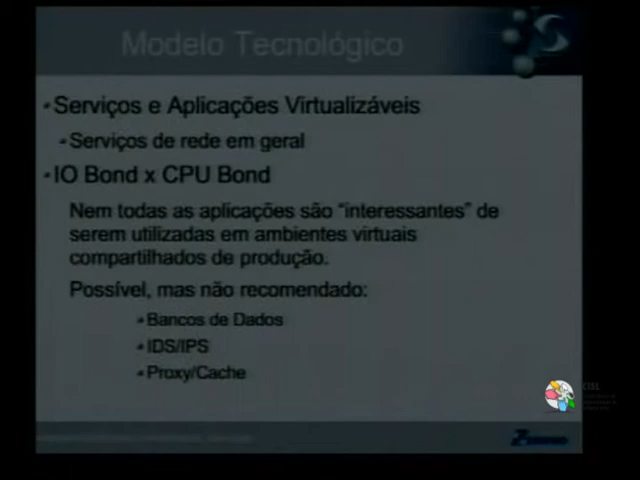 Modelo Tecnológico
Serviços e Aplicações Virtualizáveis
Serviços de rede em geral
IO Bond x CPU Bond
Nem todas as aplicações são “interessantes” de
serem utilizadas em ambientes virtuais
compartilhados de produção.
Possível, mas não recomendado:
Bancos de Dados
IDS/IPS
Proxy/Cache
CISL